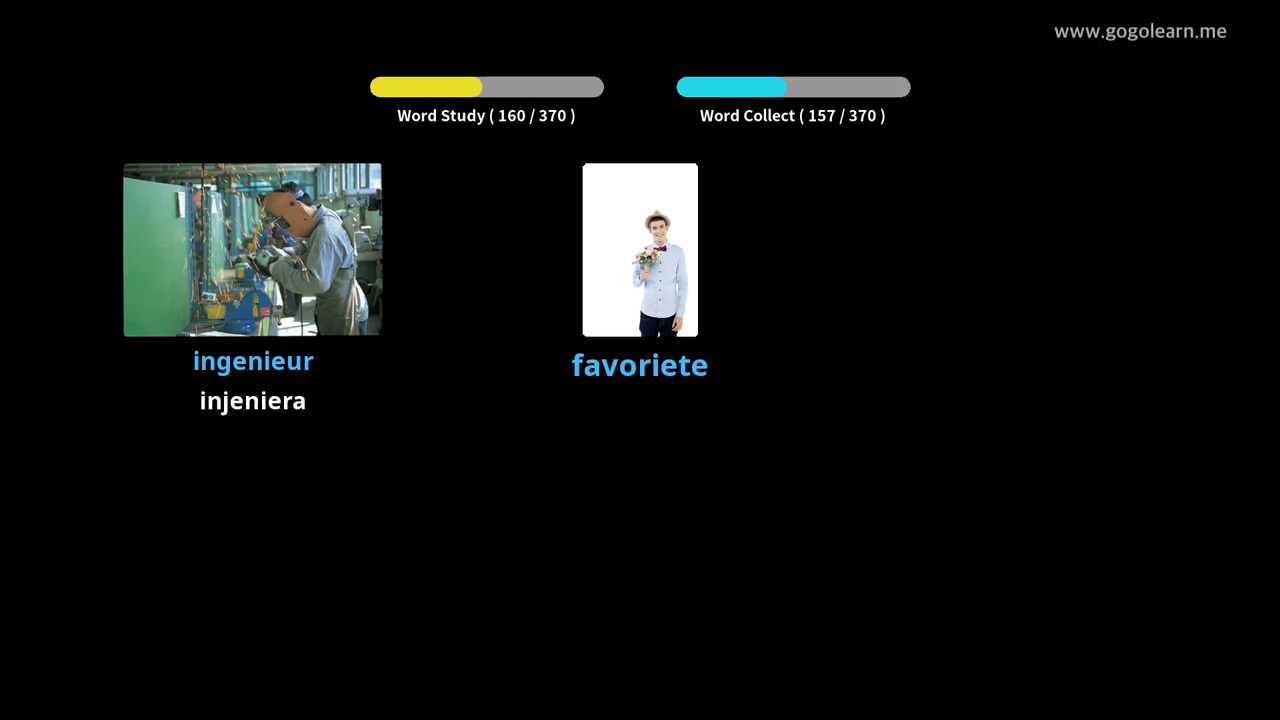 www.gogolearn.me
Word Study ( 160 / 370 )
Word Collect ( 157 / 370 )
ingenieur
injeniera
favoriete